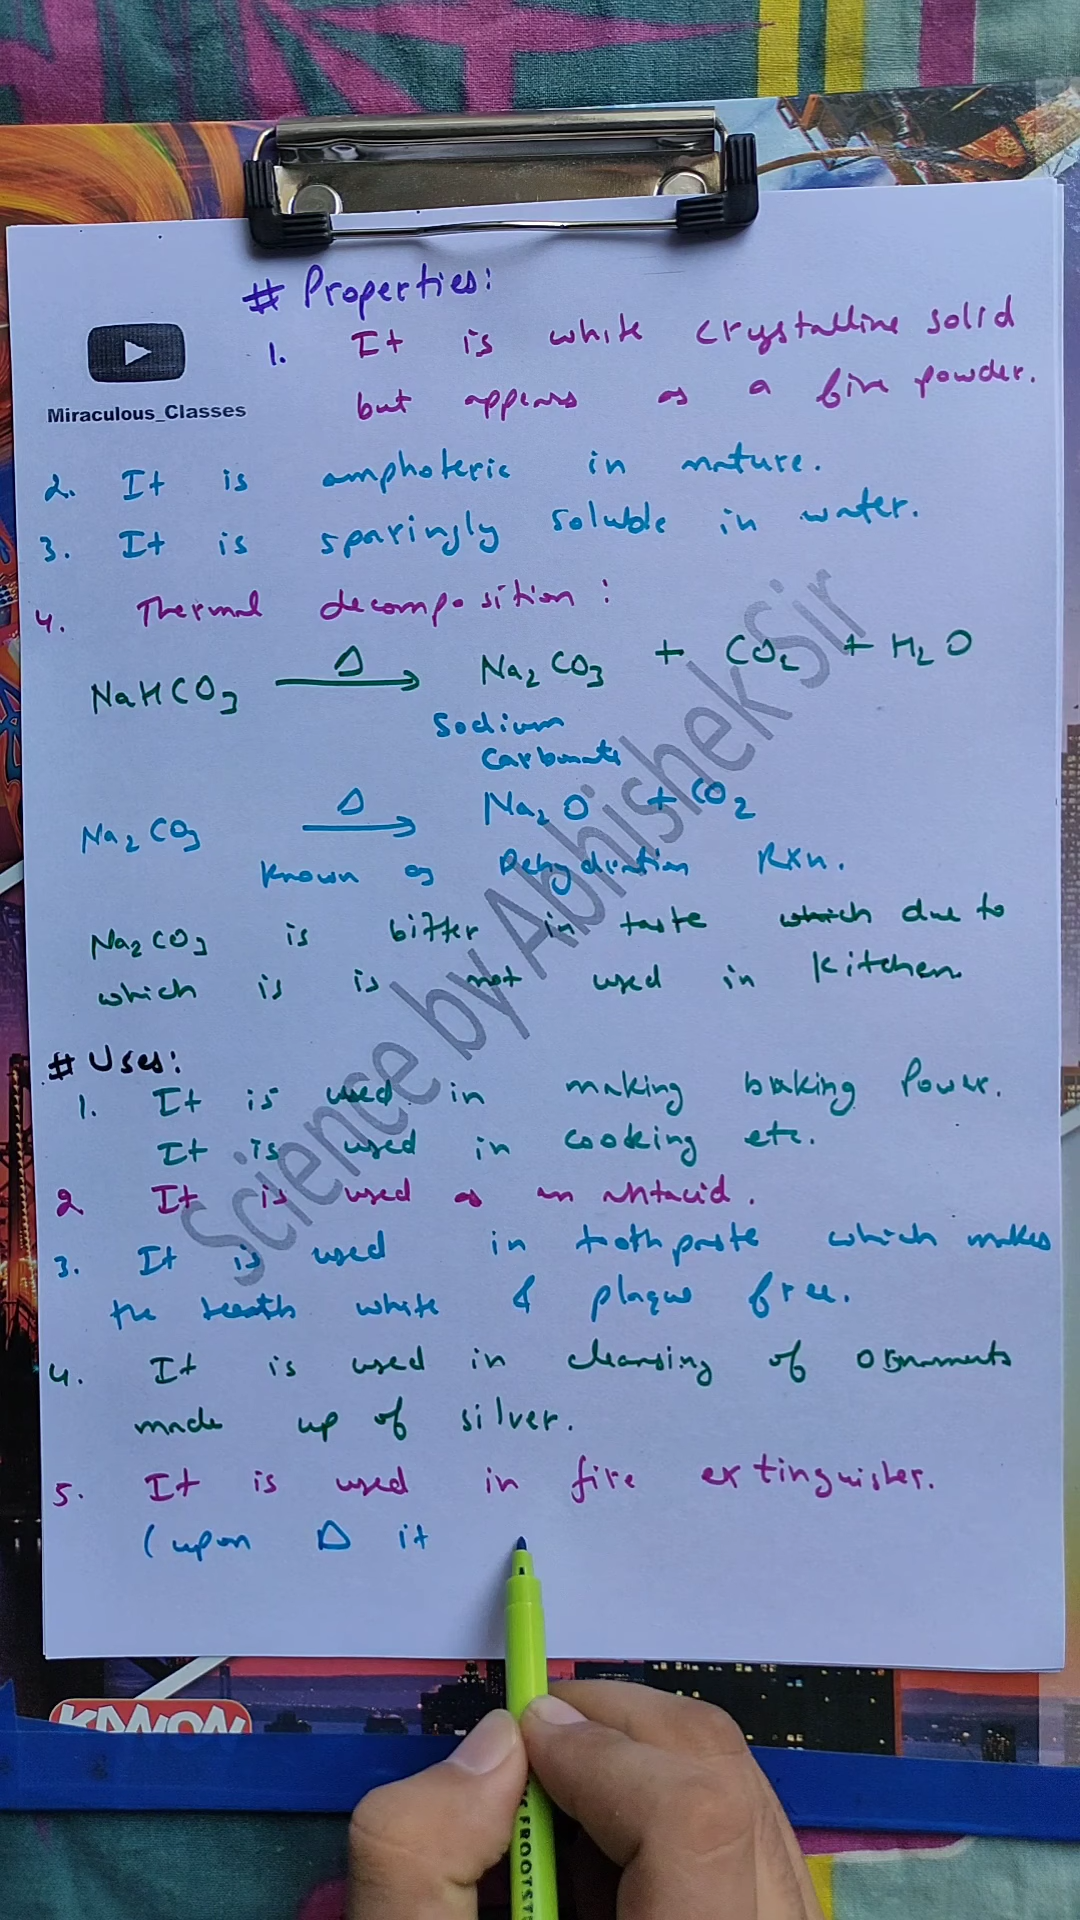 # Properties:
1. It is white crystalline solid
but appears as a fine powder.
Miraculous_Classes
2. It is amphoteric in nature.
3. It is sparingly soluble in water.
4. Thermal decomposition:
NaHCO3 Δ→ Na2CO3 + CO2 + H2O
Sodium
Carbonate
Na2CO3 Δ→ Na2O + CO2
Known as Dehydration Rxn.
Na2CO3 is bitter in taste which due to
which is is not used in kitchen
# Uses:
1. It is used in making baking Power.
It is used in cooking etc.
2 It is used as an antacid.
3. It is used in toothpaste which makes
the teeth white & plaque free.
4. It is used in cleansing of ornaments
made up of silver.
5. It is used in fire extinguisher.
(upon Δ it
Science by Abhishek Sir
KIWON
FROOTST